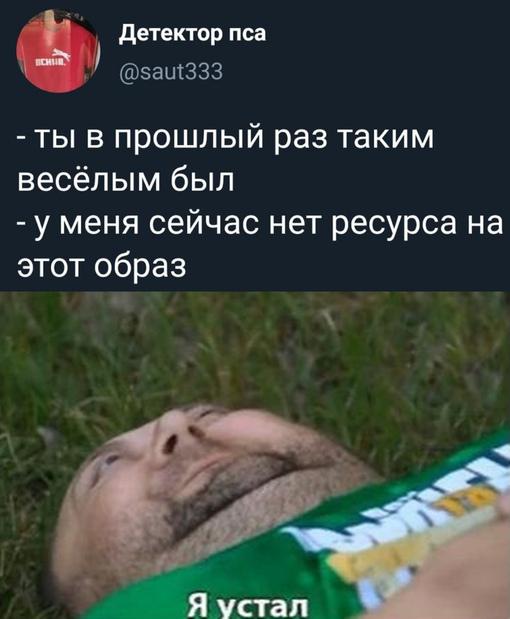 Детектор пса
@saut333
- ты в прошлый раз таким
весёлым был
- у меня сейчас нет ресурса на
этот образ
Я устал